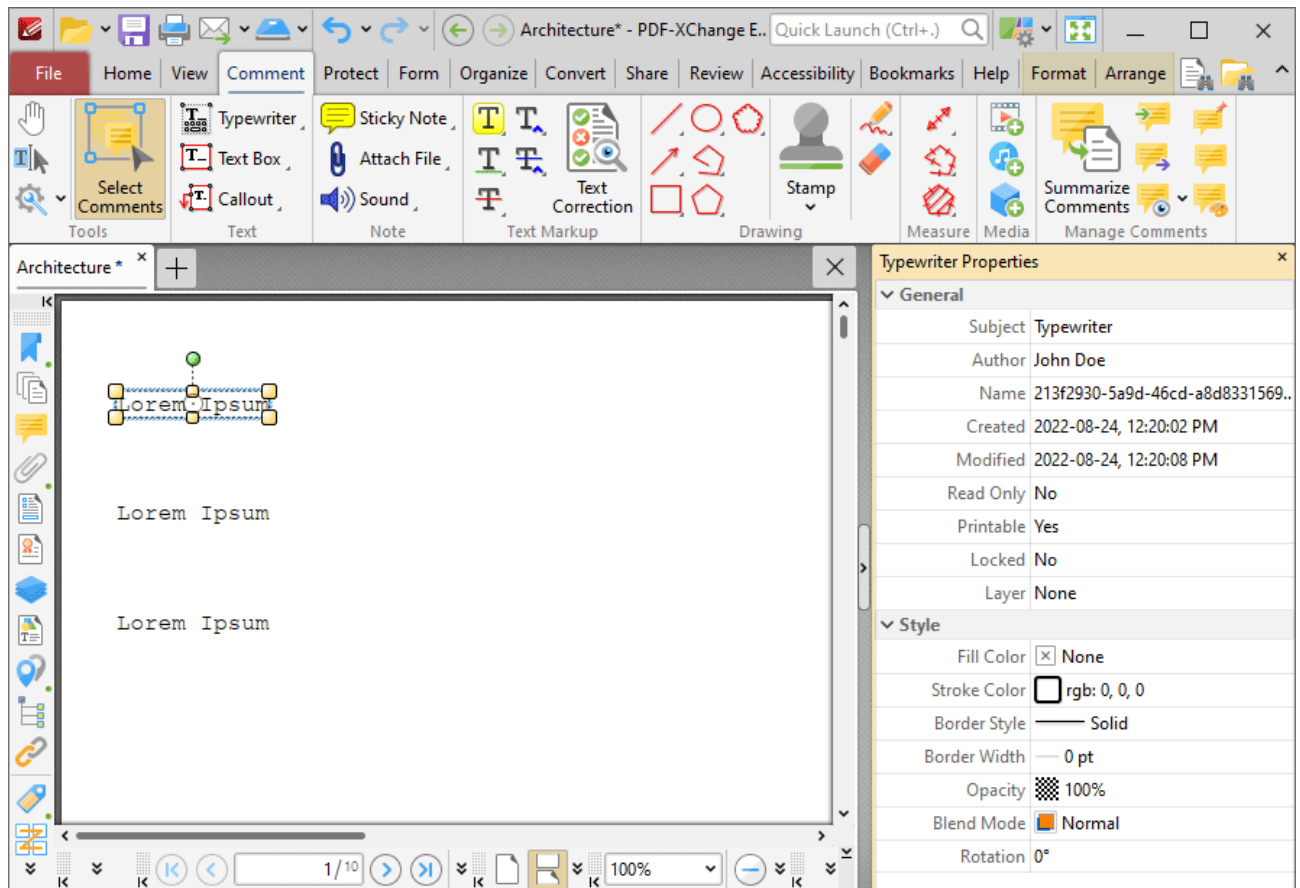 Architecture* - PDF-XChange E.. Quick Launch (Ctrl+.)
File Home View Comment Protect Form Organize Convert Share Review Accessibility Bookmarks Help Format Arrange
Typewriter
Text Box
Callout
Sticky Note
Attach File
Sound
Select
Comments
Text
Correction
Stamp
Summarize
Comments
Tools Text Note Text Markup Drawing Measure Media Manage Comments
Architecture *
Typewriter Properties
General
Subject Typewriter
Author John Doe
Name 213f2930-5a9d-46cd-a8d8331569..
Created 2022-08-24, 12:20:02 PM
Modified 2022-08-24, 12:20:08 PM
Read Only No
Printable Yes
Locked No
Layer None
Style
Fill Color None
Stroke Color rgb: 0, 0, 0
Border Style Solid
Border Width 0 pt
Opacity 100%
Blend Mode Normal
Rotation 0°
Lorem Ipsum
Lorem Ipsum
Lorem Ipsum
1/10
100%